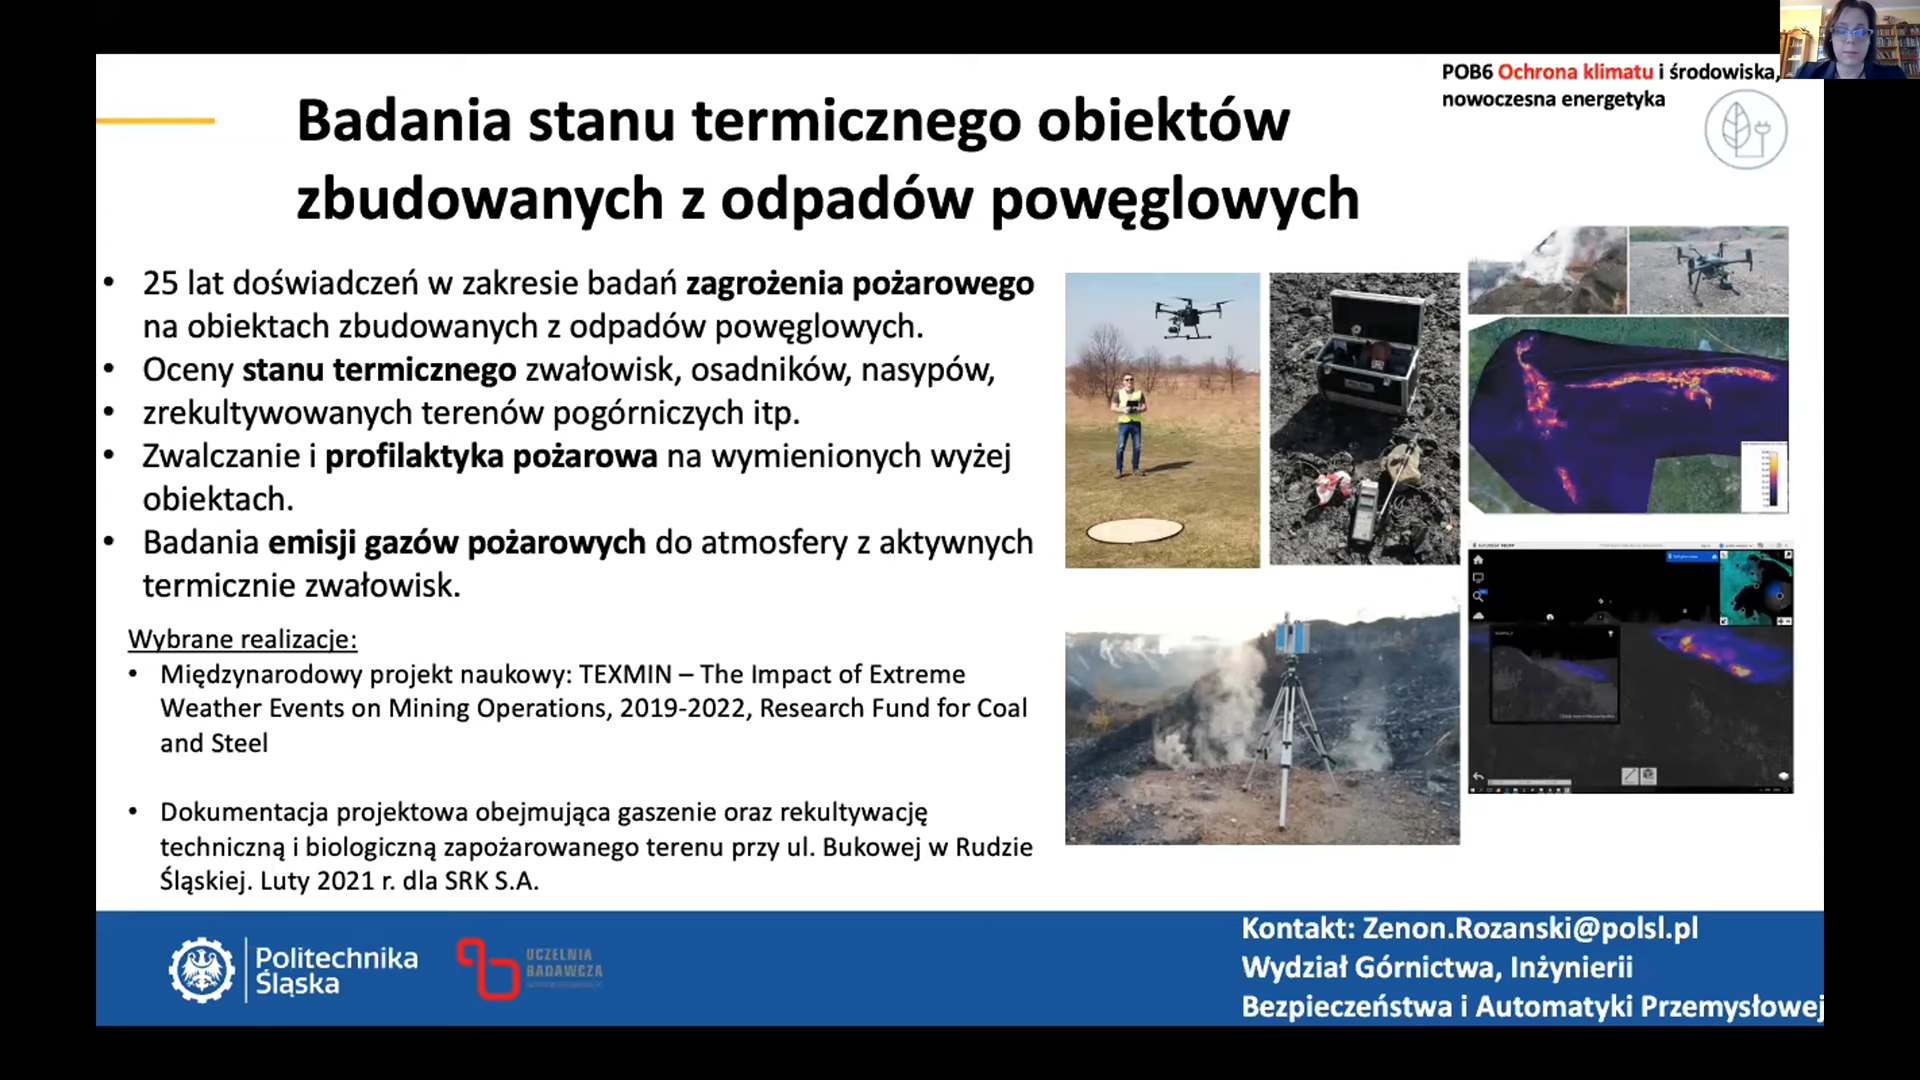 POB6 Ochrona klimatu i środowiska,
nowoczesna energetyka
Badania stanu termicznego obiektów
zbudowanych z odpadów powęglowych
• 25 lat doświadczeń w zakresie badań zagrożenia pożarowego
na obiektach zbudowanych z odpadów powęglowych.
• Oceny stanu termicznego zwałowisk, osadników, nasypów,
• zrekultywowanych terenów pogórniczych itp.
• Zwalczanie i profilaktyka pożarowa na wymienionych wyżej
obiektach.
• Badania emisji gazów pożarowych do atmosfery z aktywnych
termicznie zwałowisk.
Wybrane realizacje:
• Międzynarodowy projekt naukowy: TEXMIN – The Impact of Extreme
Weather Events on Mining Operations, 2019-2022, Research Fund for Coal
and Steel
• Dokumentacja projektowa obejmująca gaszenie oraz rekultywację
techniczną i biologiczną zapożarowanego terenu przy ul. Bukowej w Rudzie
Śląskiej. Luty 2021 r. dla SRK S.A.
Politechnika
Śląska
UCZELNIA
BADAWCZA
Kontakt: Zenon.Rozanski@polsl.pl
Wydział Górnictwa, Inżynierii
Bezpieczeństwa i Automatyki Przemysłowej